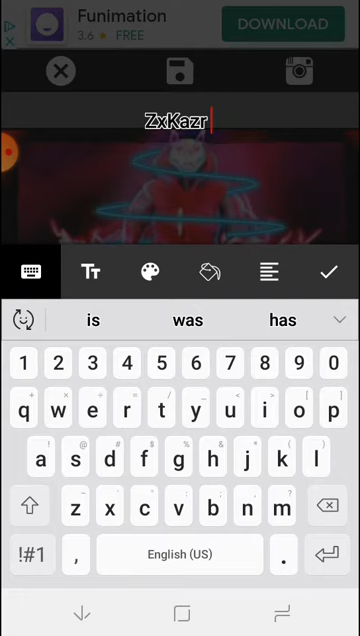 Funimation
3.6 ★ FREE
DOWNLOAD
ZxKazr
is was has
1 2 3 4 5 6 7 8 9 0
q w e r t y u i o p
a s d f g h j k l
z x c v b n m
!#1 , English (US) .